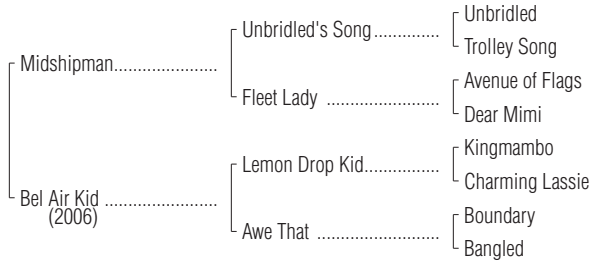 Unbridled
Unbridled's Song..............
Trolley Song
Midshipman.....................
Avenue of Flags
Fleet Lady .......................
Dear Mimi
Kingmambo
Lemon Drop Kid................
Charming Lassie
Bel Air Kid .......................
(2006)
Boundary
Awe That .........................
Bangled